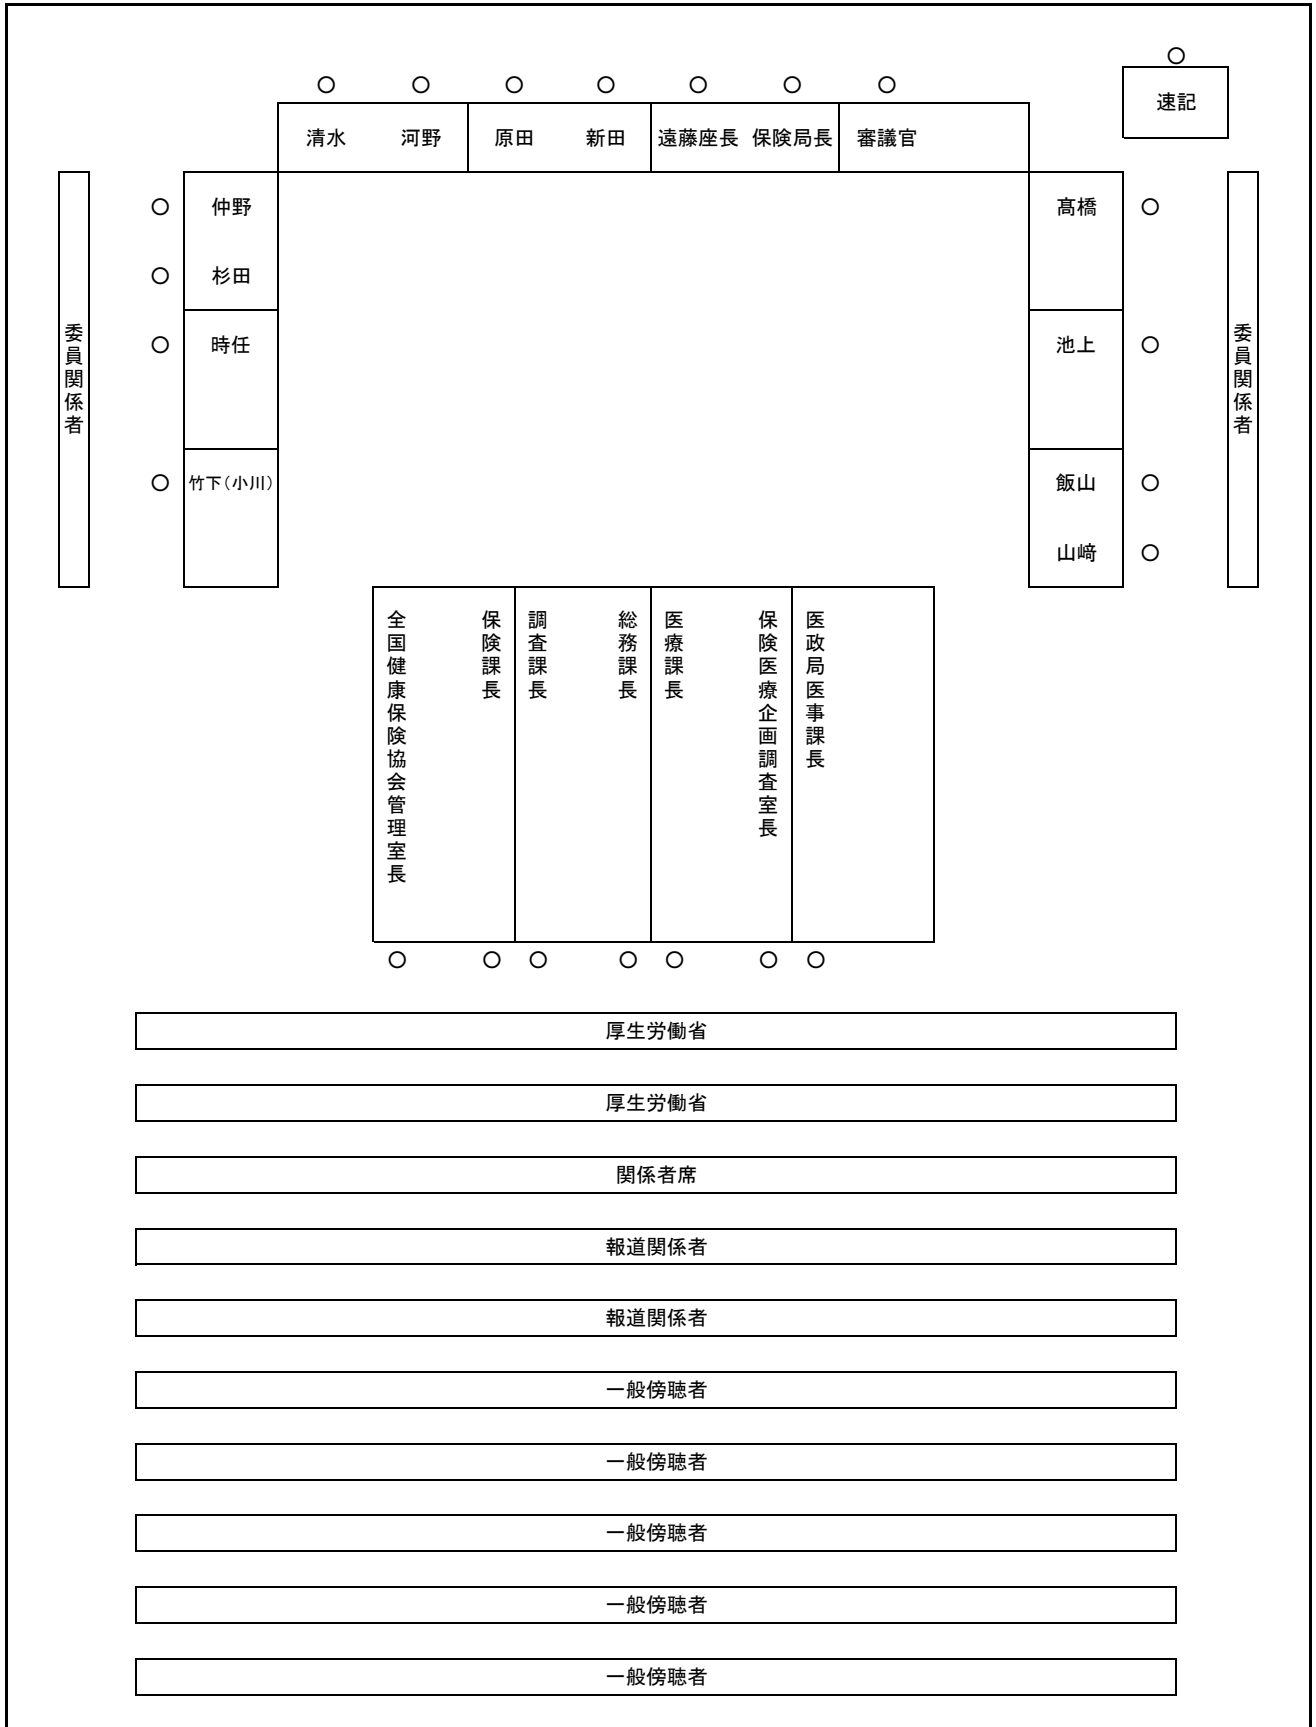 速記
清水 河野 原田 新田 遠藤座長 保険局長 審議官
仲野
杉田
時任
竹下(小川)
委員関係者
髙橋
池上
飯山
山﨑
委員関係者
全国健康保険協会管理室長
保険課長
調査課長
総務課長
医療課長
保険医療企画調査室長
医政局医事課長
厚生労働省
厚生労働省
関係者席
報道関係者
報道関係者
一般傍聴者
一般傍聴者
一般傍聴者
一般傍聴者
一般傍聴者